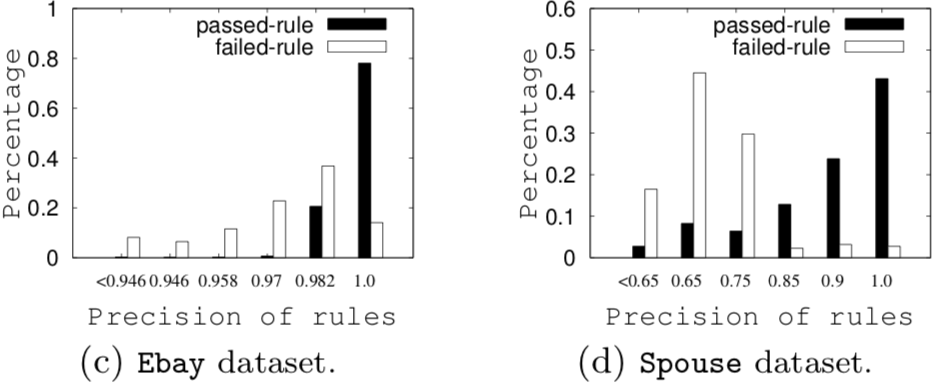 1
0.8
0.6
0.4
0.2
0
Percentage
passed-rule
failed-rule
<0.946 0.946 0.958 0.97 0.982 1.0
Precision of rules
(c) Ebay dataset.
0.6
0.5
0.4
0.3
0.2
0.1
0
Percentage
passed-rule
failed-rule
<0.65 0.65 0.75 0.85 0.9 1.0
Precision of rules
(d) Spouse dataset.